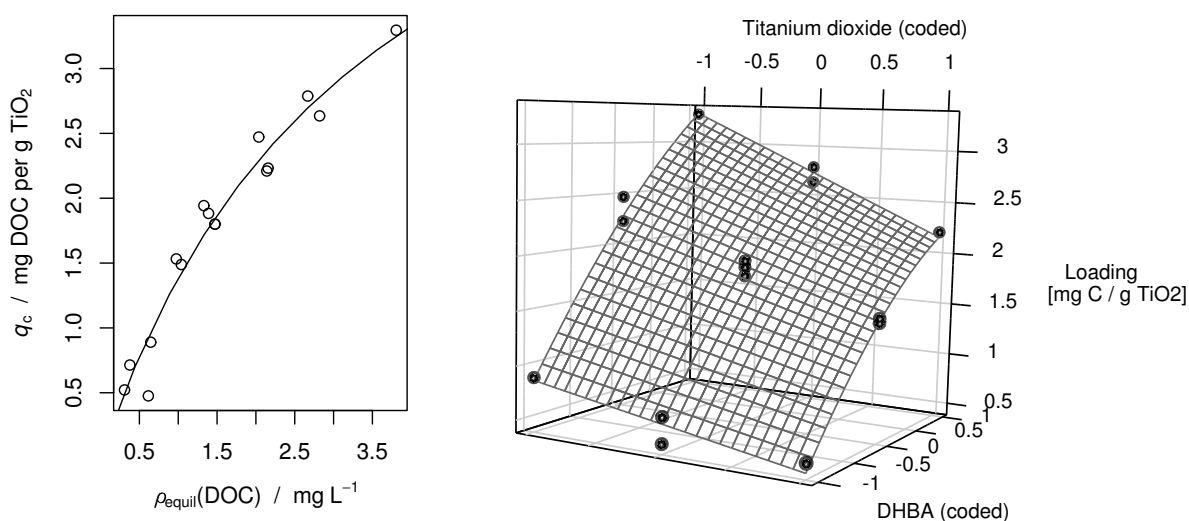 0.5 1.0 1.5 2.0 2.5 3.0
q_c / mg DOC per g TiO₂
0.5 1.5 2.5 3.5
ρ_equil(DOC) / mg L⁻¹
Titanium dioxide (coded)
-1 -0.5 0 0.5 1
3
2.5
2
1.5
1
0.5
Loading
[mg C / g TiO2]
1
0.5
0
-0.5
-1
DHBA (coded)